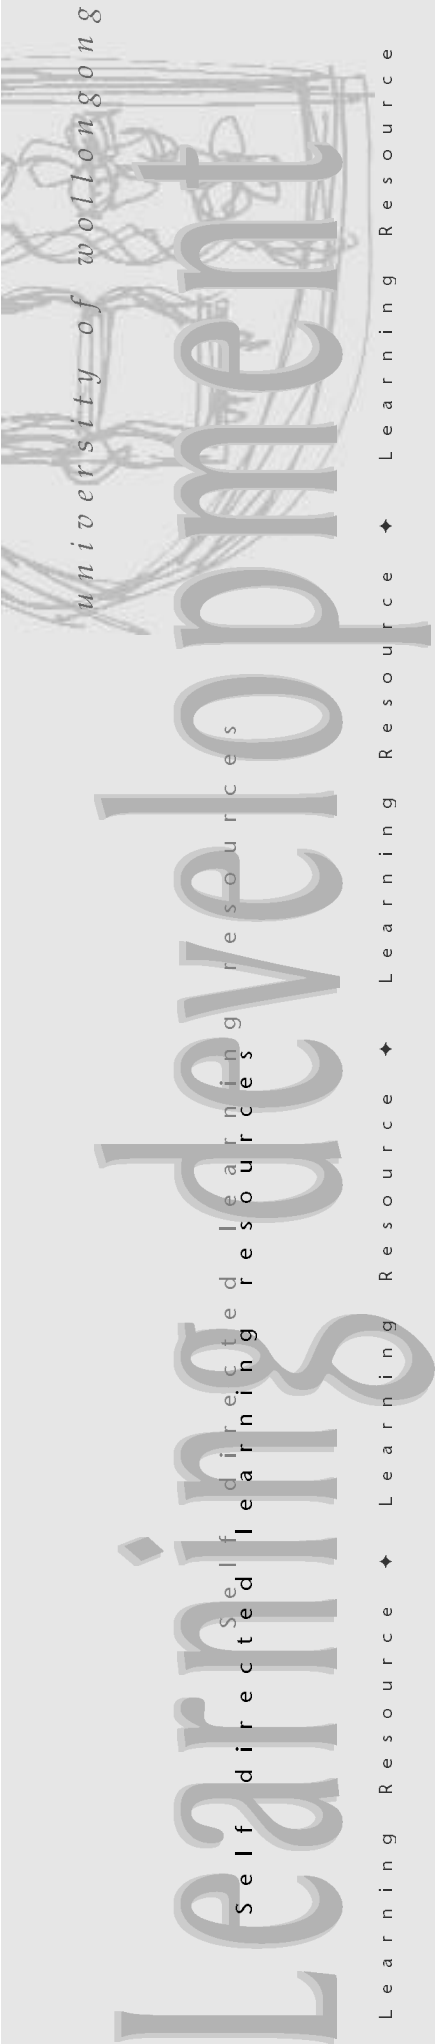 university of wollongong
Learning development
Self directed learning resources
Self directed learning resources
Learning Resource ✦ Learning Resource ✦ Learning Resource ✦ Learning Resource